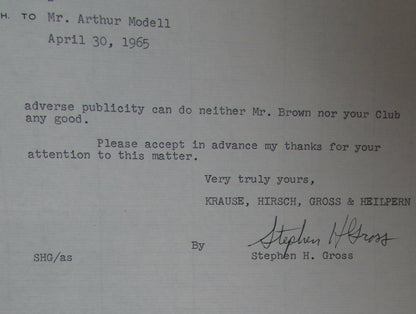 H. TO Mr. Arthur Modell
April 30, 1965
adverse publicity can do neither Mr. Brown nor your Club
any good.
Please accept in advance my thanks for your
attention to this matter.
Very truly yours,
KRAUSE, HIRSCH, GROSS & HEILPERN
By Stephen H Gross
SHG/as Stephen H. Gross